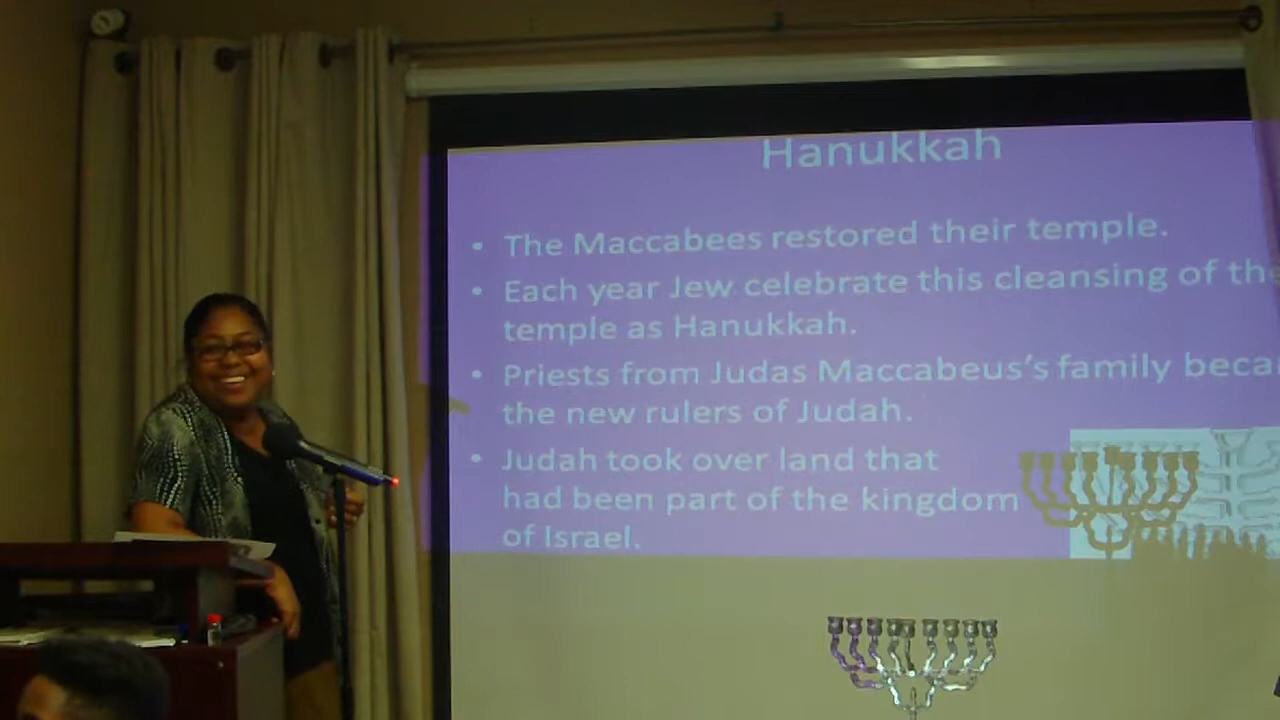 Hanukkah
• The Maccabees restored their temple.
• Each year Jew celebrate this cleansing of
temple as Hanukkah.
• Priests from Judas Maccabeus's family
the new rulers of Judah.
• Judah took over land that
had been part of the kingdom
of Israel.